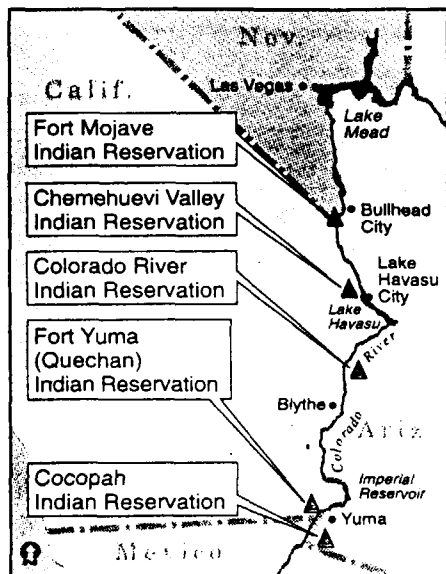 Nev.
Calif.
Las Vegas
Lake
Mead
Fort Mojave
Indian Reservation
Chemehuevi Valley
Indian Reservation
Bullhead
City
Colorado River
Indian Reservation
Lake
Havasu
City
Lake
Havasu
Fort Yuma
(Quechan)
Indian Reservation
Colorado River
Blythe
Ariz
Cocopah
Indian Reservation
Imperial
Reservoir
Yuma
Mexico